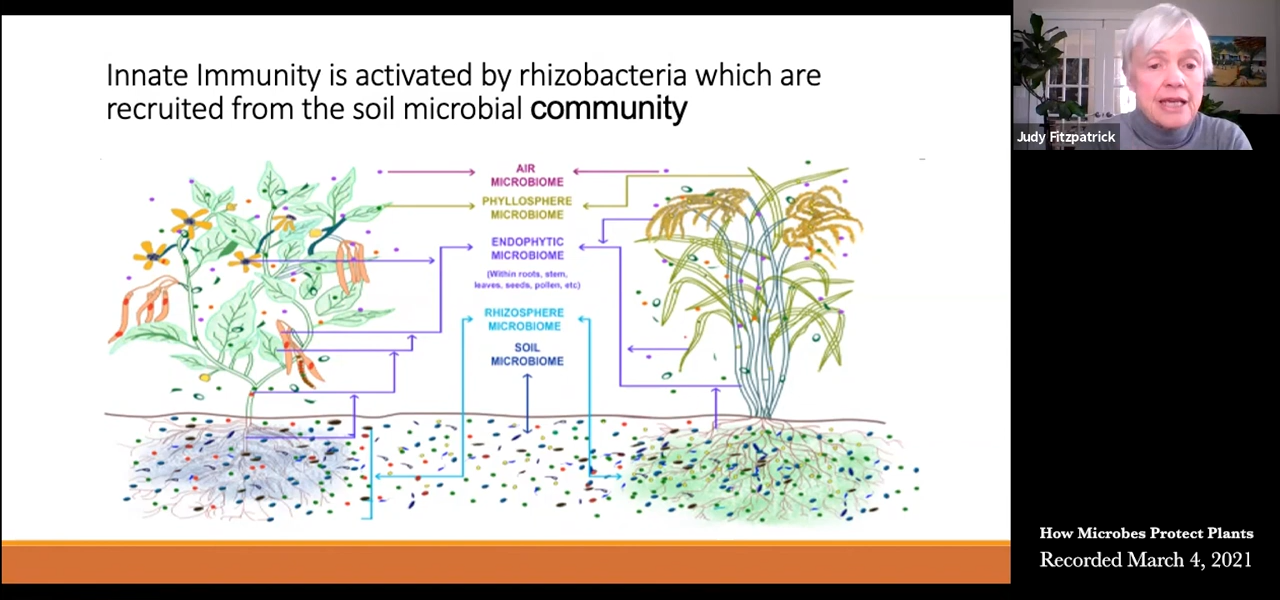 Innate Immunity is activated by rhizobacteria which are
recruited from the soil microbial community
AIR
MICROBIOME
PHYLLOSPHERE
MICROBIOME
ENDOPHYTIC
MICROBIOME
(Within roots, stem,
leaves, seeds, pollen, etc)
RHIZOSPHERE
MICROBIOME
SOIL
MICROBIOME
Judy Fitzpatrick
How Microbes Protect Plants
Recorded March 4, 2021